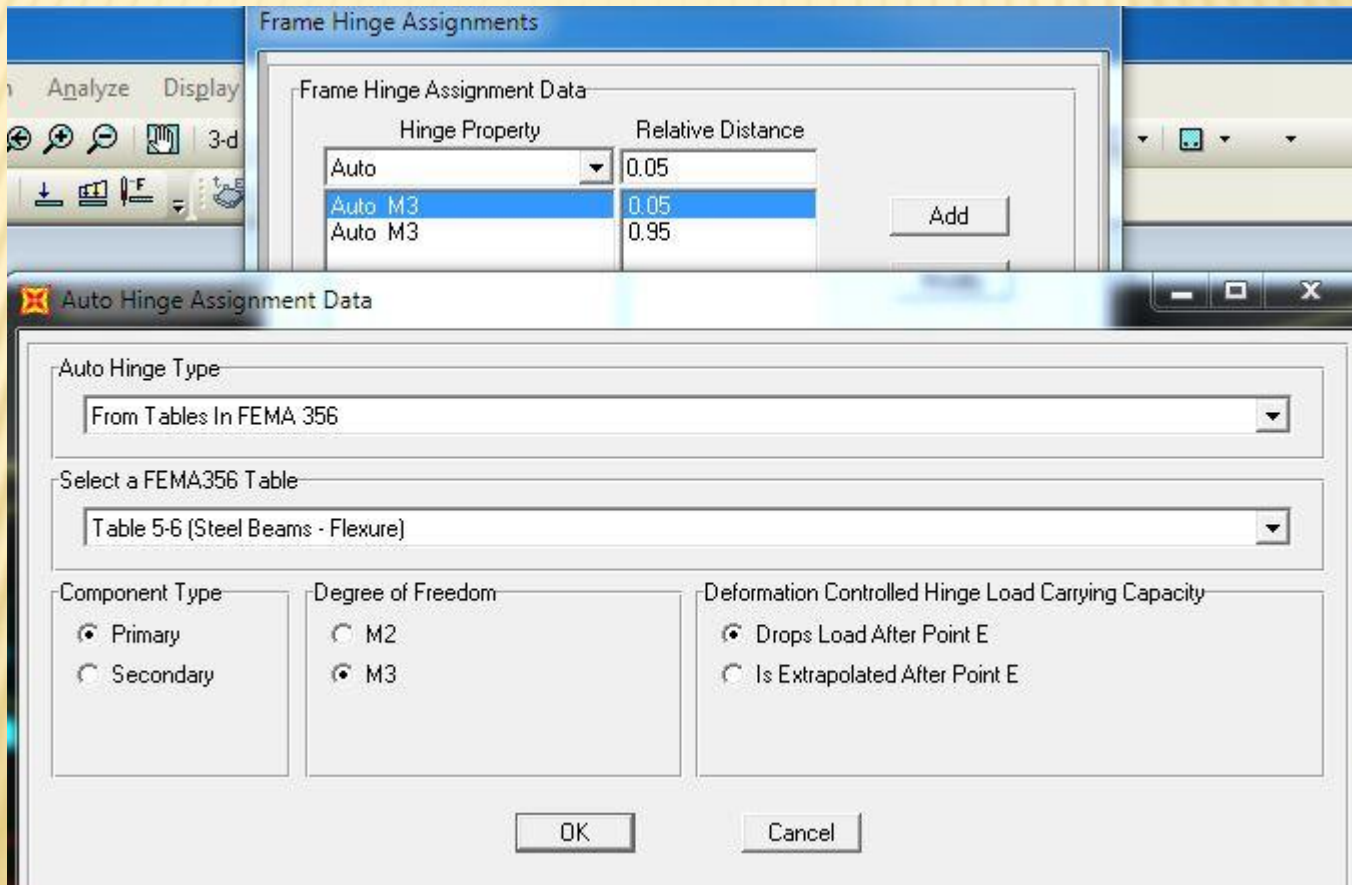 Frame Hinge Assignments
Analyze Display
Frame Hinge Assignment Data
Hinge Property Relative Distance
3-d
Auto 0.05
Auto M3 0.05
Auto M3 0.95
Add
Auto Hinge Assignment Data
Auto Hinge Type
From Tables In FEMA 356
Select a FEMA356 Table
Table 5-6 (Steel Beams - Flexure)
Component Type
Primary
Secondary
Degree of Freedom
M2
M3
Deformation Controlled Hinge Load Carrying Capacity
Drops Load After Point E
Is Extrapolated After Point E
OK Cancel